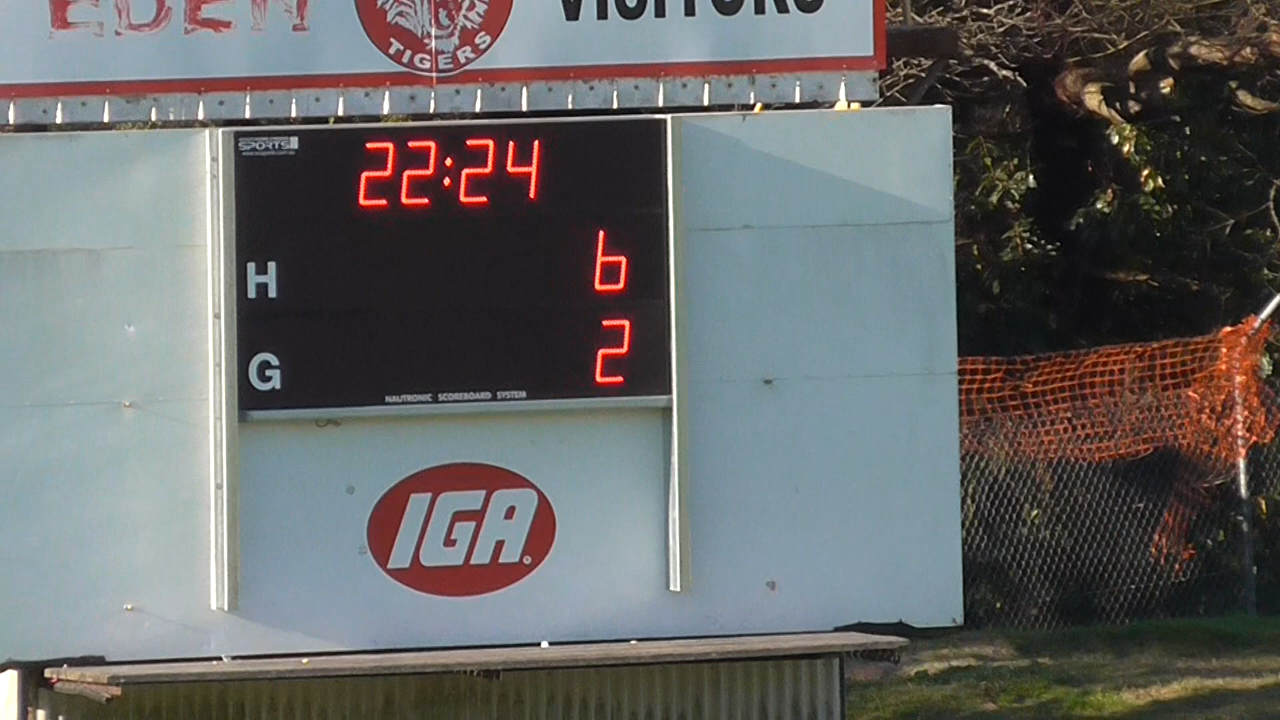 EDEN
TIGERS
VISITORS
SPORTS
22:24
H 6
G 2
NAUTRONIC SCOREBOARD SYSTEM
IGA